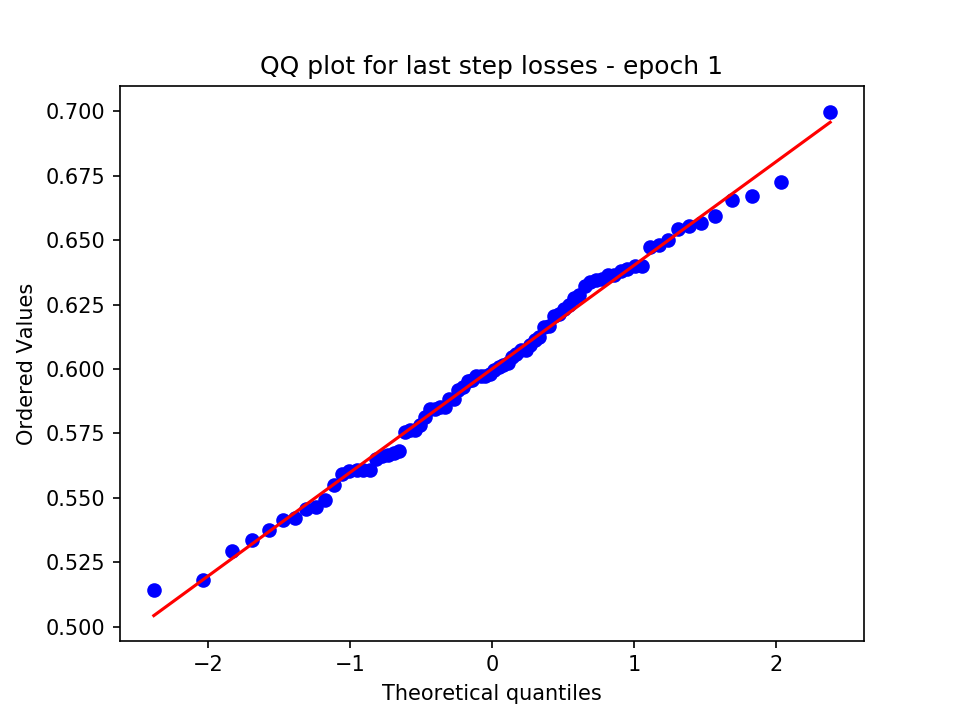 QQ plot for last step losses - epoch 1
0.700
0.675
0.650
0.625
0.600
0.575
0.550
0.525
0.500
Ordered Values
−2 −1 0 1 2
Theoretical quantiles